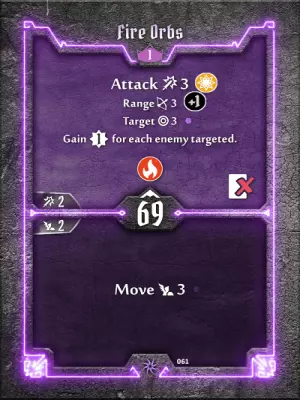 Fire Orbs
1
Attack 3
Range 3 +1
Target 3
Gain 1 for each enemy targeted.
2
69
2
Move 3
061